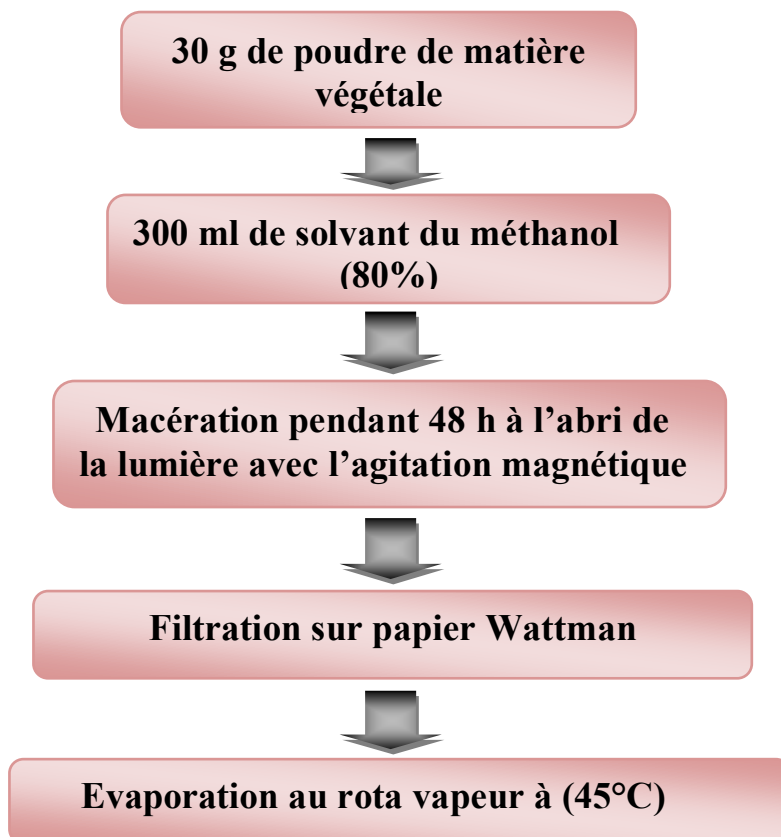 30 g de poudre de matière
végétale
300 ml de solvant du méthanol
(80%)
Macération pendant 48 h à l’abri de
la lumière avec l’agitation magnétique
Filtration sur papier Wattman
Evaporation au rota vapeur à (45°C)